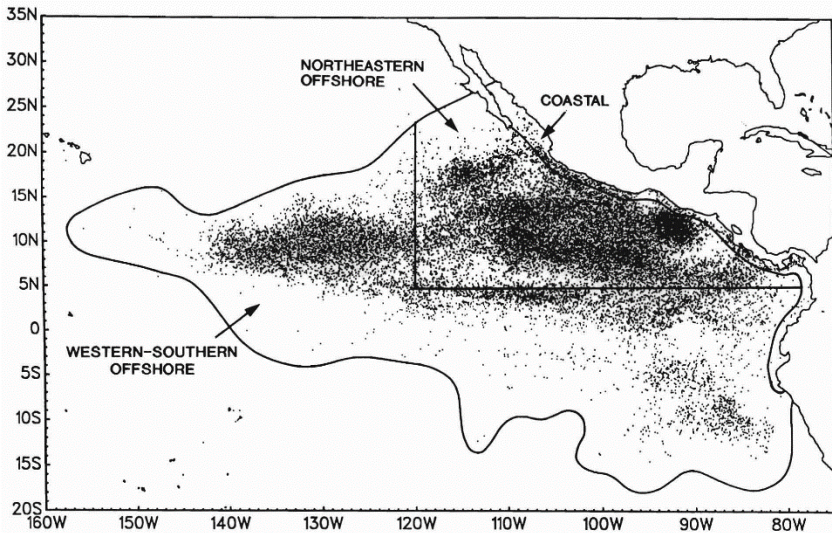 35N
30N
25N
20N
15N
10N
5N
0
5S
10S
15S
20S
NORTHEASTERN
OFFSHORE
COASTAL
WESTERN-SOUTHERN
OFFSHORE
160W 150W 140W 130W 110W 100W 90W 80W